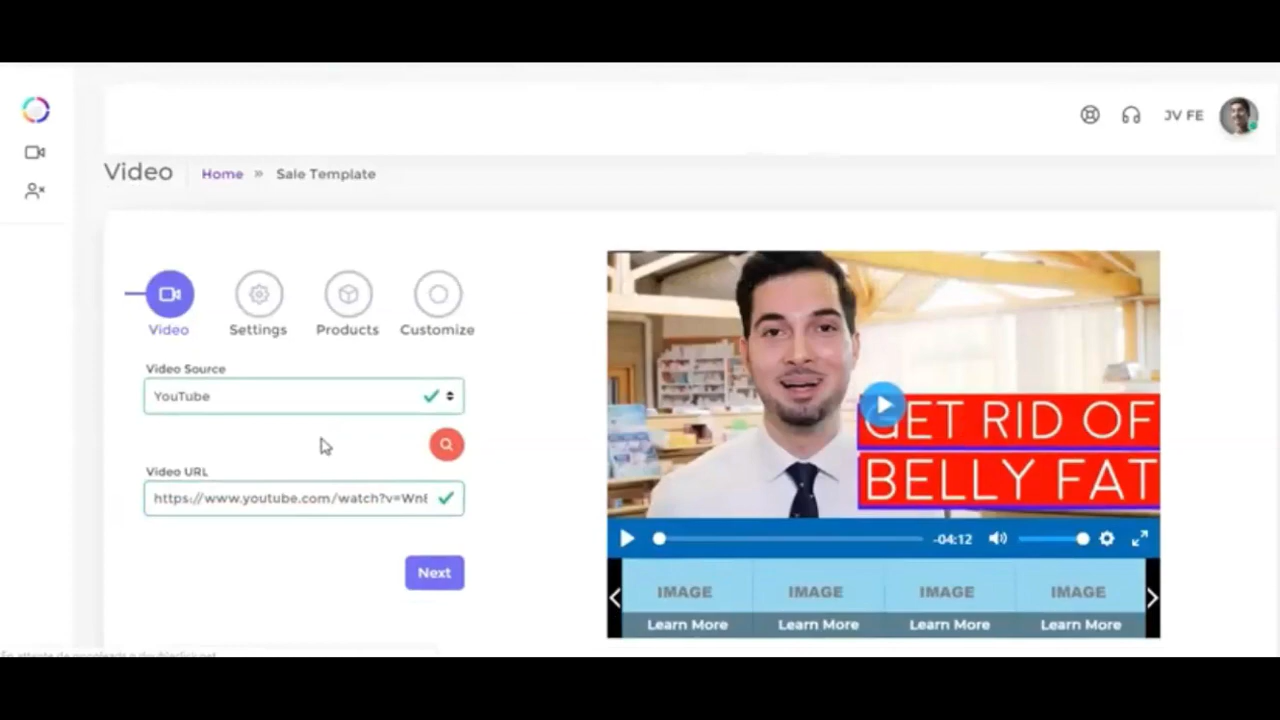 JV FE
Video
Home » Sale Template
Video
Settings
Products
Customize
Video Source
YouTube
Video URL
https://www.youtube.com/watch?v=Wn
Next
GET RID OF
BELLY FAT
-04:12
IMAGE IMAGE IMAGE IMAGE
Learn More Learn More Learn More Learn More